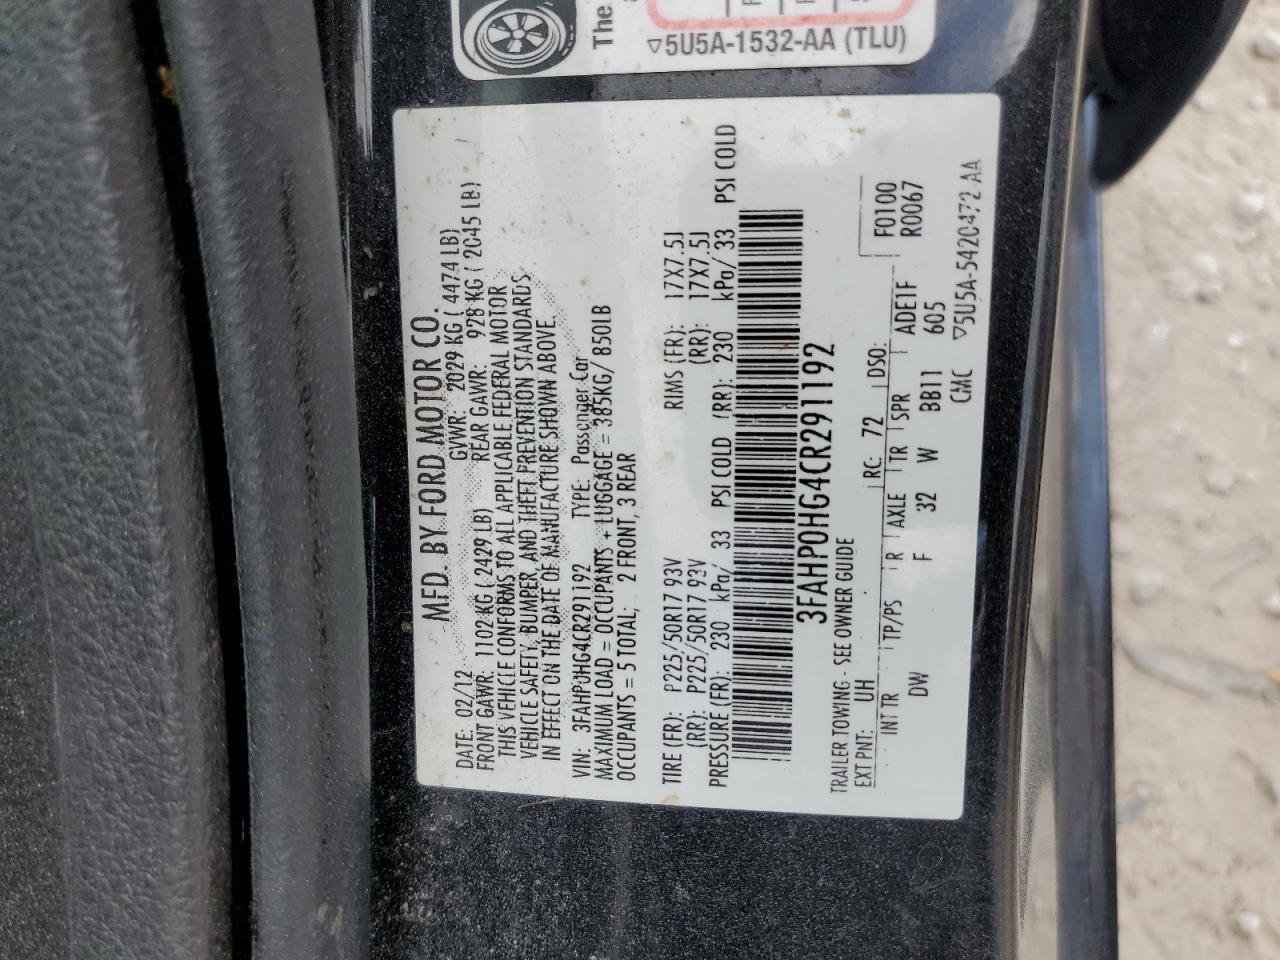 The
▽5U5A-1532-AA (TLU)
MFD. BY FORD MOTOR CO.
DATE: 02/12 GVWR: 2029 KG ( 4474 LB)
FRONT GAWR: 1102 KG ( 2429 LB) REAR GAWR: 928 KG ( 2045 LB)
THIS VEHICLE CONFORMS TO ALL APPLICABLE FEDERAL MOTOR
VEHICLE SAFETY, BUMPER, AND THEFT PREVENTION STANDARDS
IN EFFECT ON THE DATE OF MANUFACTURE SHOWN ABOVE.
VIN: 3FAHP0HG4CR291192 TYPE: Passenger Car
MAXIMUM LOAD = OCCUPANTS + LUGGAGE = 385KG/ 850LB
OCCUPANTS = 5 TOTAL, 2 FRONT, 3 REAR
TIRE (FR): P225/50R17 93V RIMS (FR): 17X7.5J
(RR): P225/50R17 93V (RR): 17X7.5J
PRESSURE (FR): 230 kPa/ 33 PSI COLD (RR): 230 kPa/ 33 PSI COLD
3FAHP0HG4CR291192
TRAILER TOWING - SEE OWNER GUIDE
EXT PNT: UH RC: 72 DSO:
F0100
R0067
INT TR TP/PS R AXLE TR SPR ADE1F
DW F 32 W BB11 605
CMC ▽5U5A-5420472 AA